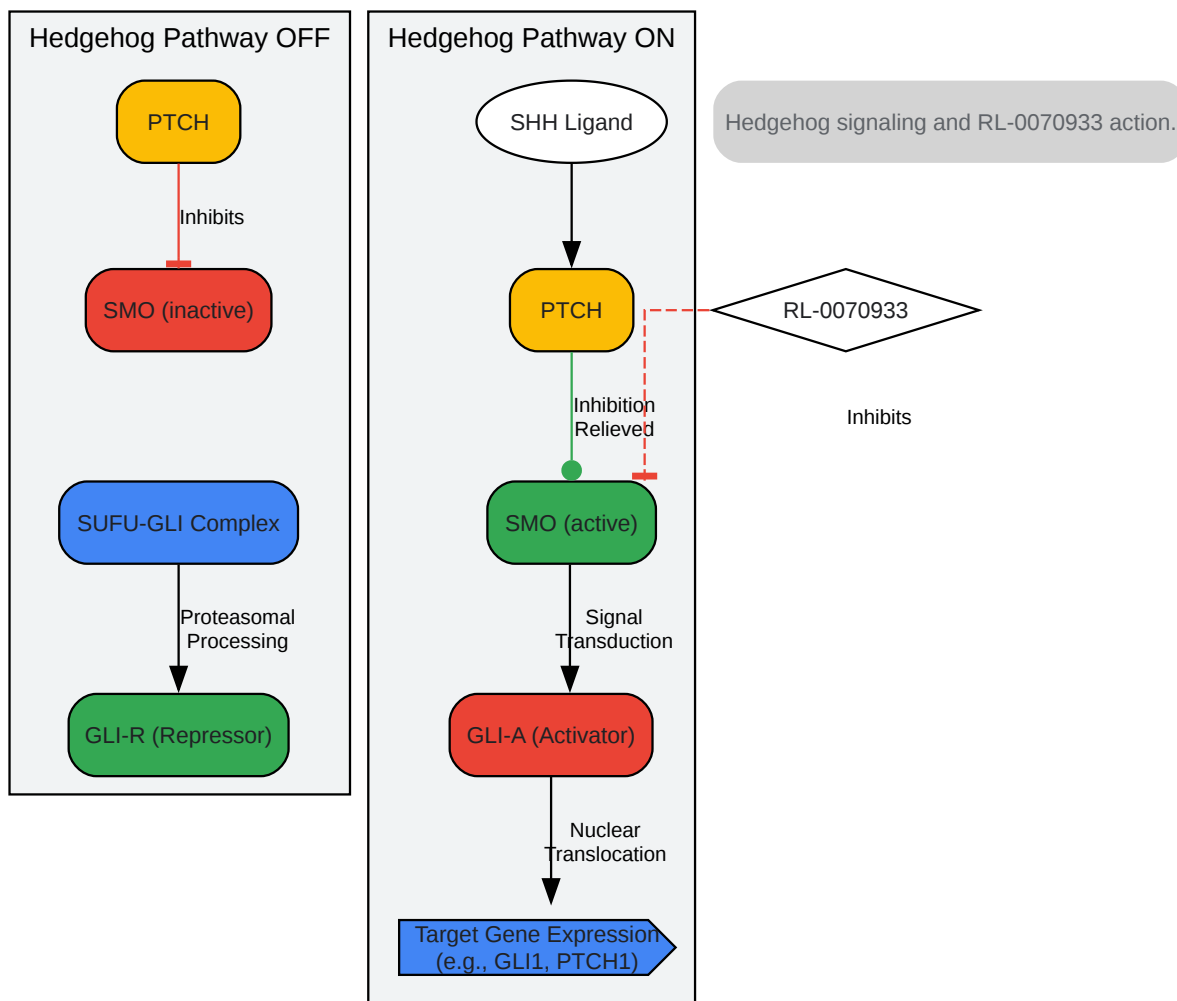 Hedgehog Pathway OFF
PTCH
Inhibits
SMO (inactive)
SUFU-GLI Complex
Proteasomal
Processing
GLI-R (Repressor)
Hedgehog Pathway ON
SHH Ligand
PTCH
Inhibition
Relieved
SMO (active)
Signal
Transduction
GLI-A (Activator)
Nuclear
Translocation
Target Gene Expression
(e.g., GLI1, PTCH1)
Hedgehog signaling and RL-0070933 action.
RL-0070933
Inhibits